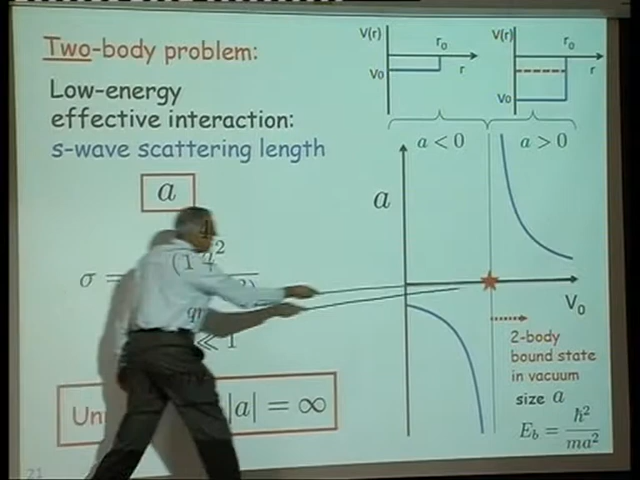 Two-body problem:
Low-energy
effective interaction:
s-wave scattering length
a
σ =
≪ 1
|a| = ∞
V(r)
r₀
r
V₀
V(r)
r₀
r
V₀
a < 0
a > 0
a
V₀
2-body
bound state
in vacuum
size a
E_b = ħ² / ma²
21